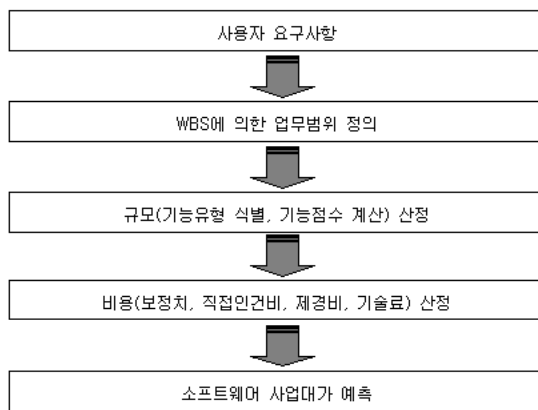 사용자 요구사항
WBS에 의한 업무범위 정의
규모(기능유형 식별, 기능점수 계산) 산정
비용(보정치, 직접인건비, 제경비, 기술료) 산정
소프트웨어 사업대가 예측